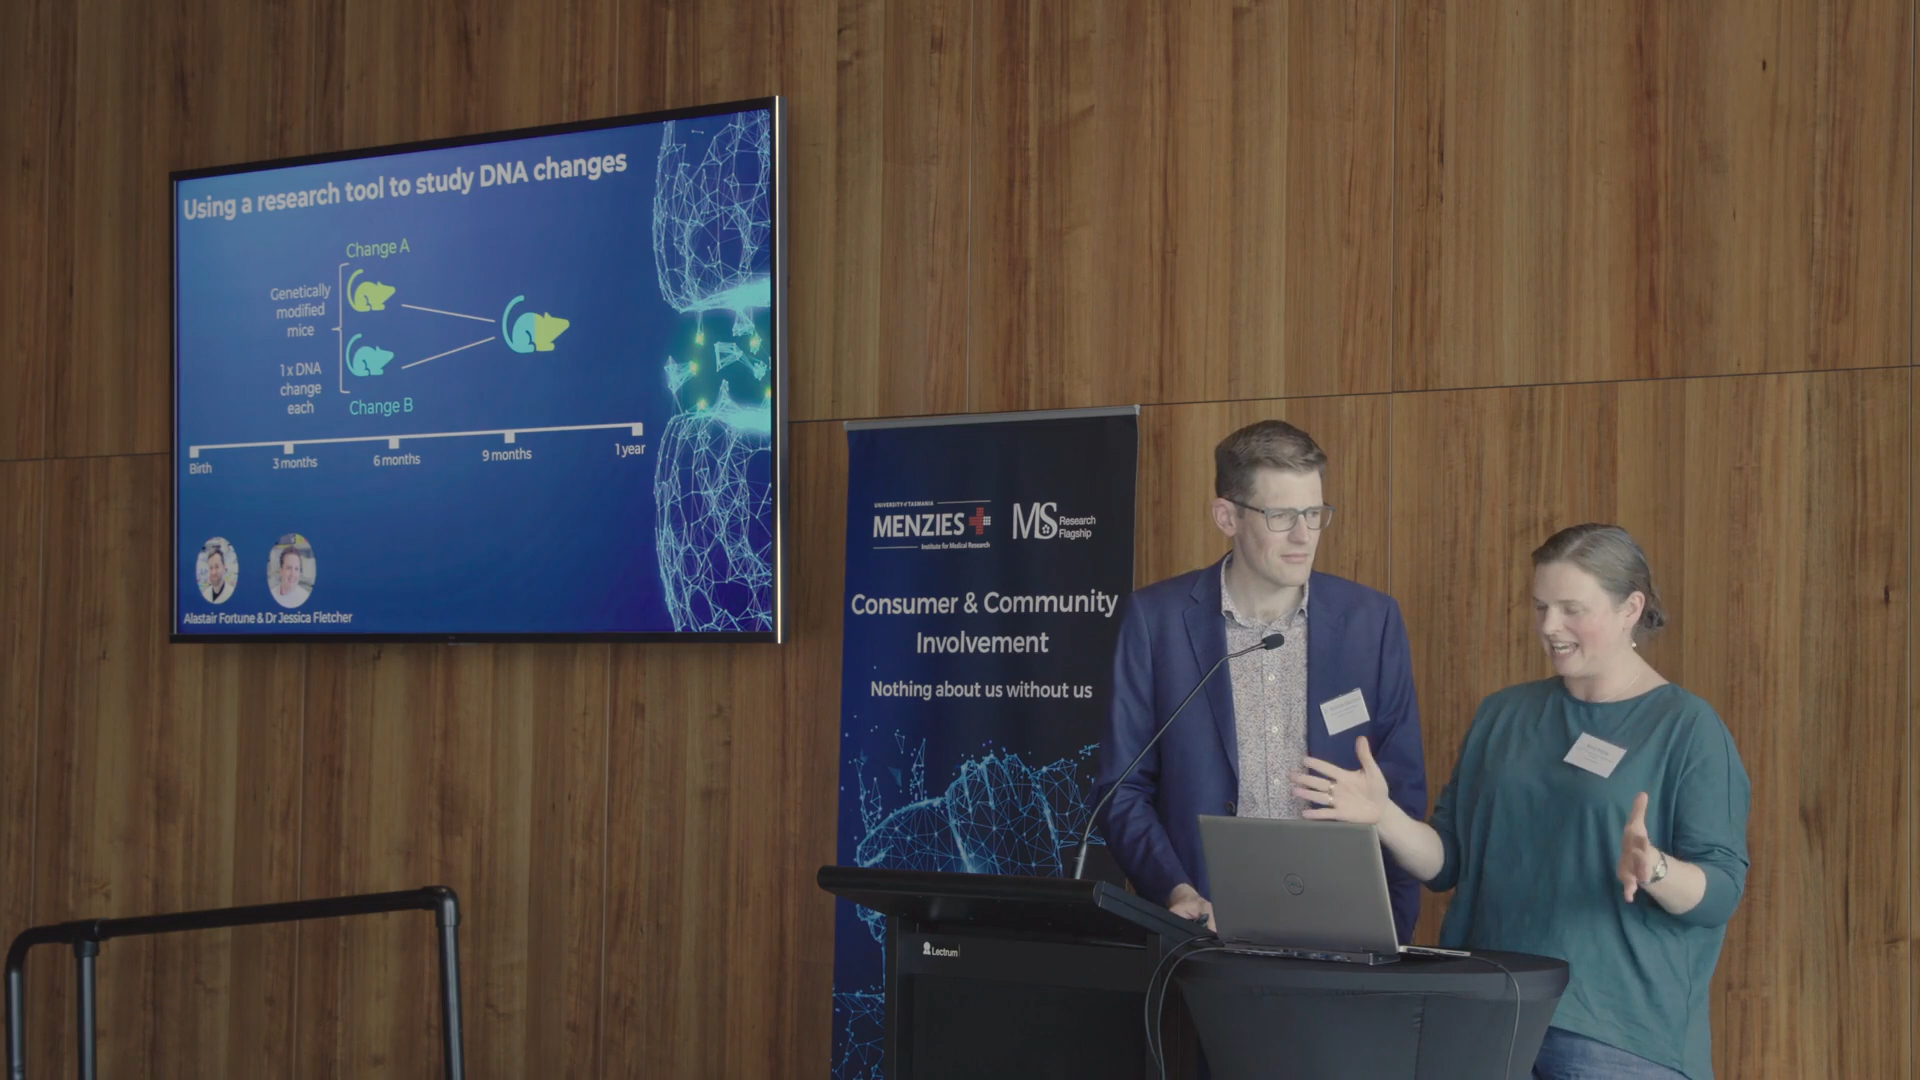 Using a research tool to study DNA changes
Change A
Genetically
modified
mice
1 x DNA
change
each
Change B
Birth
3 months
6 months
9 months
1 year
Alastair Fortune & Dr Jessica Fletcher
UNIVERSITY of TASMANIA
MENZIES
Institute for Medical Research
MS
Research
Flagship
Consumer & Community
Involvement
Nothing about us without us
Lectrum
DELL